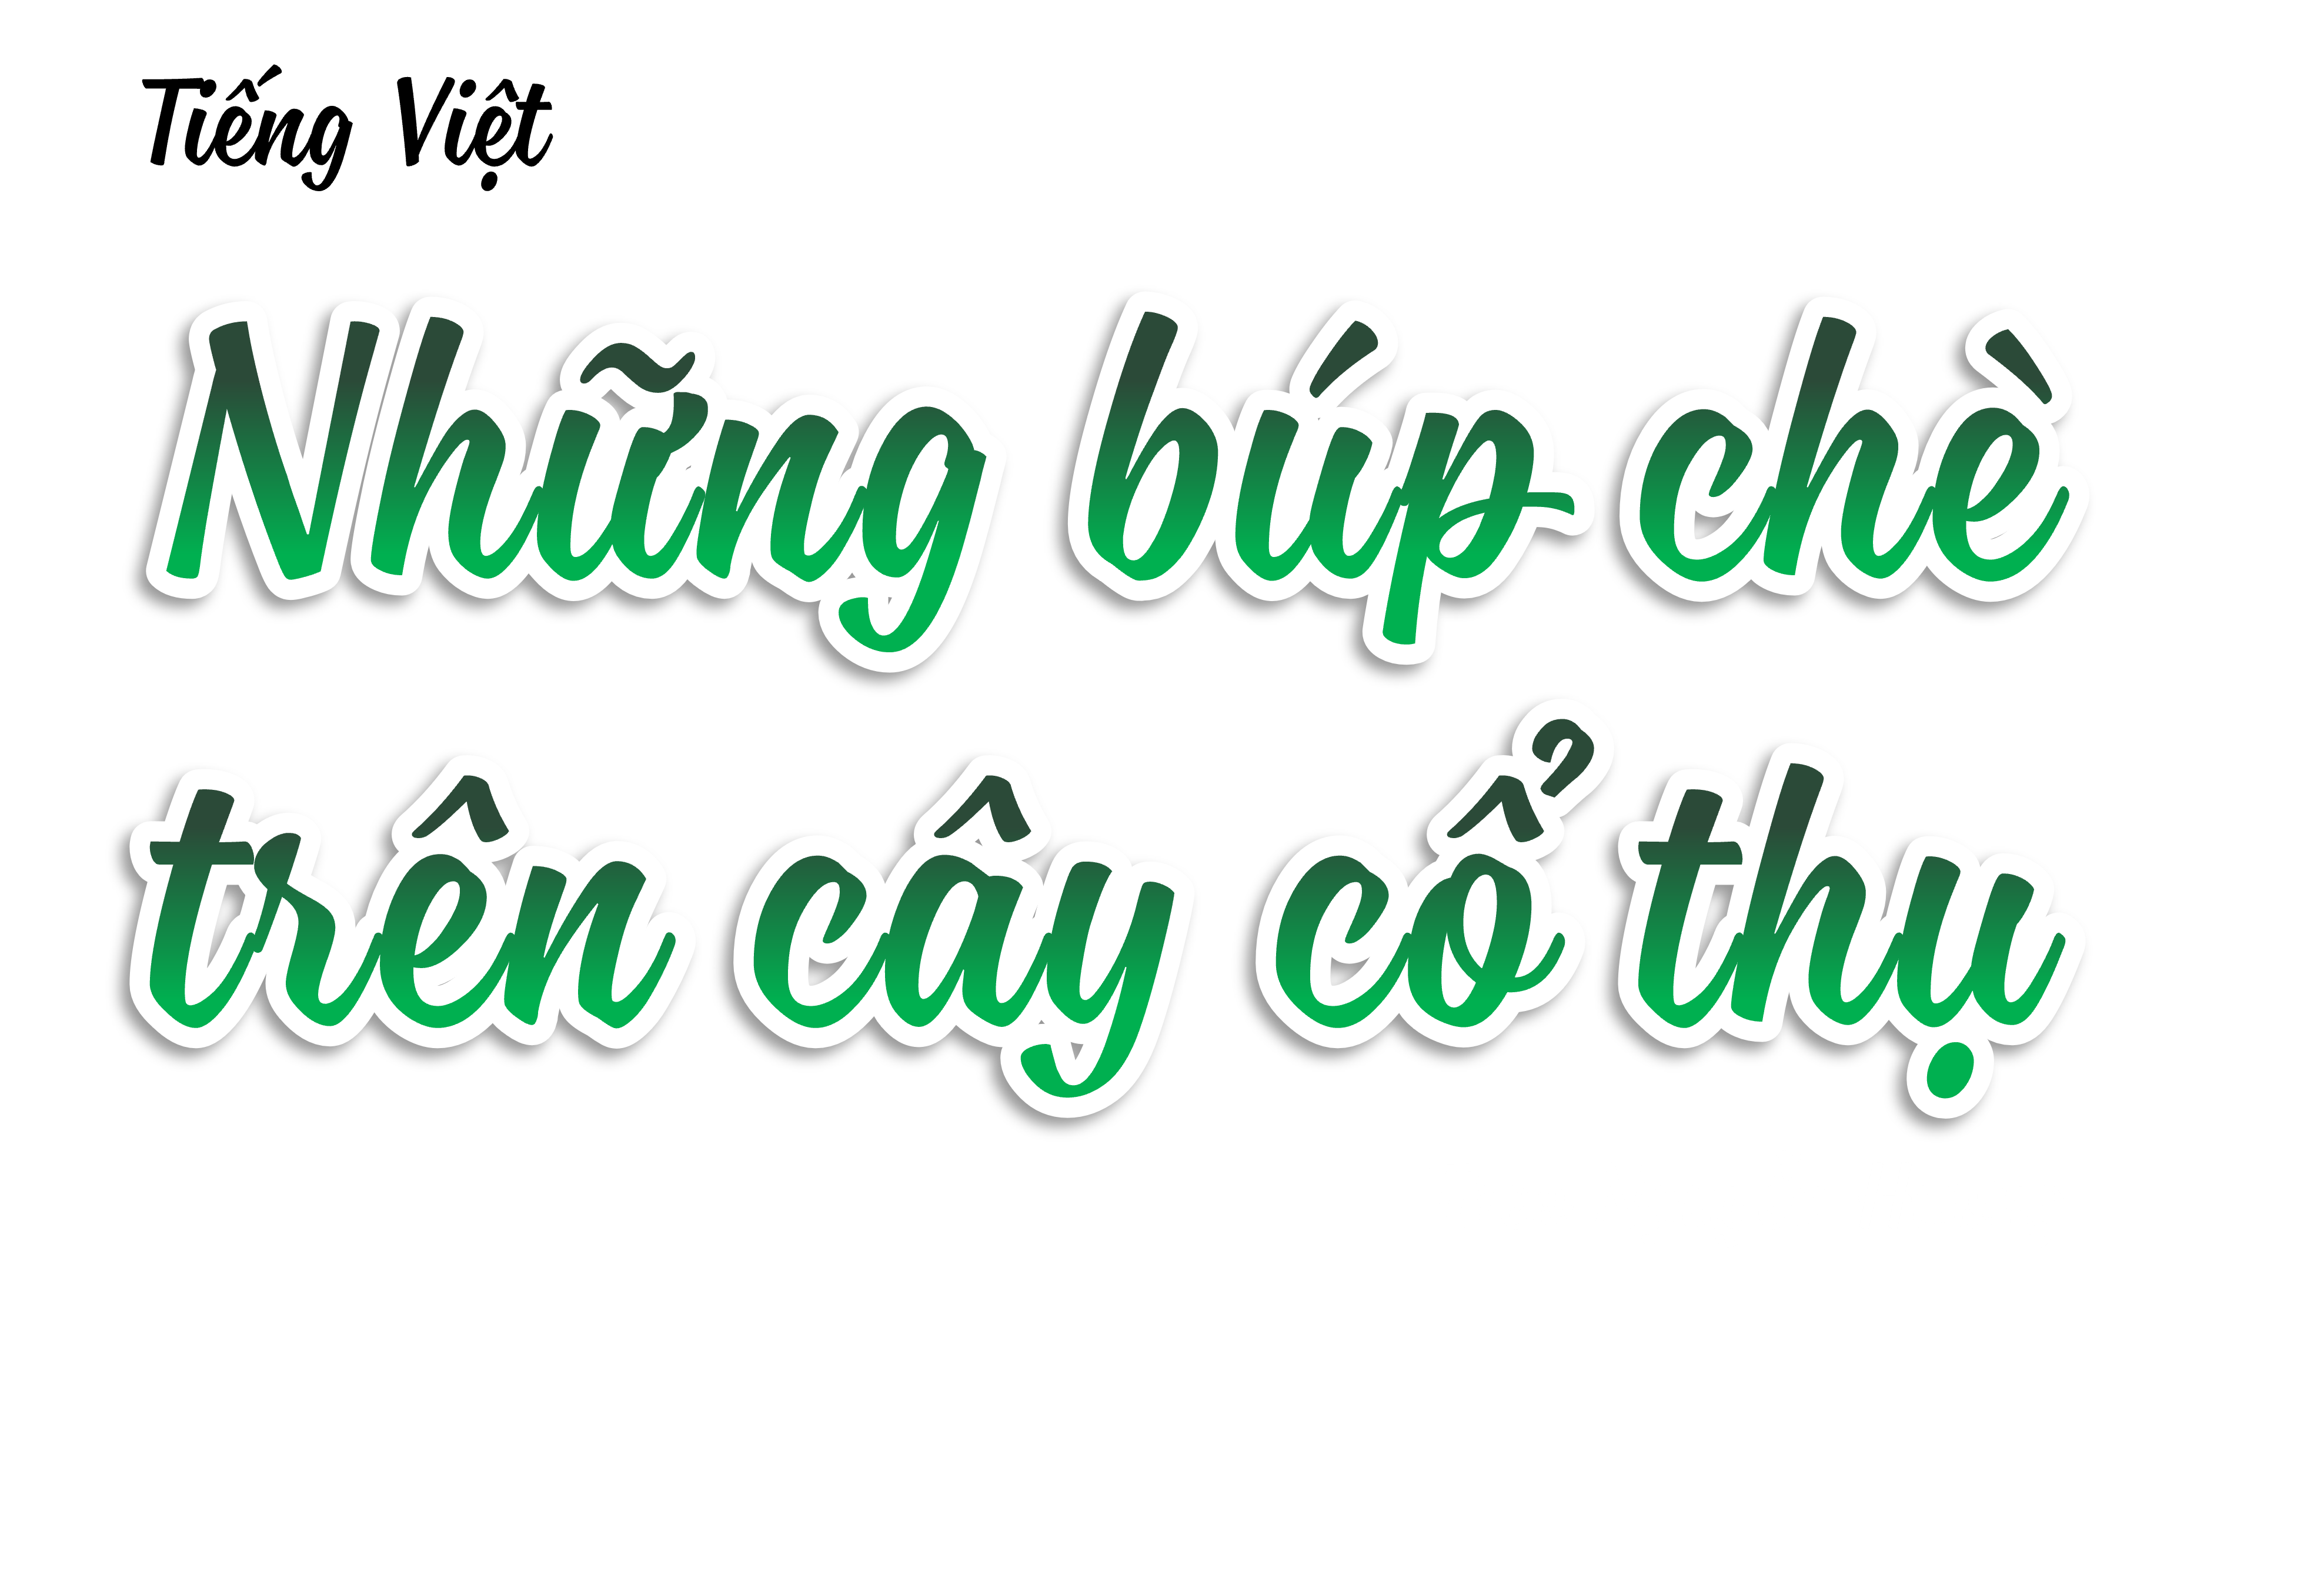 Tiếng Việt
Những búp chè
trên cây cổ thụ